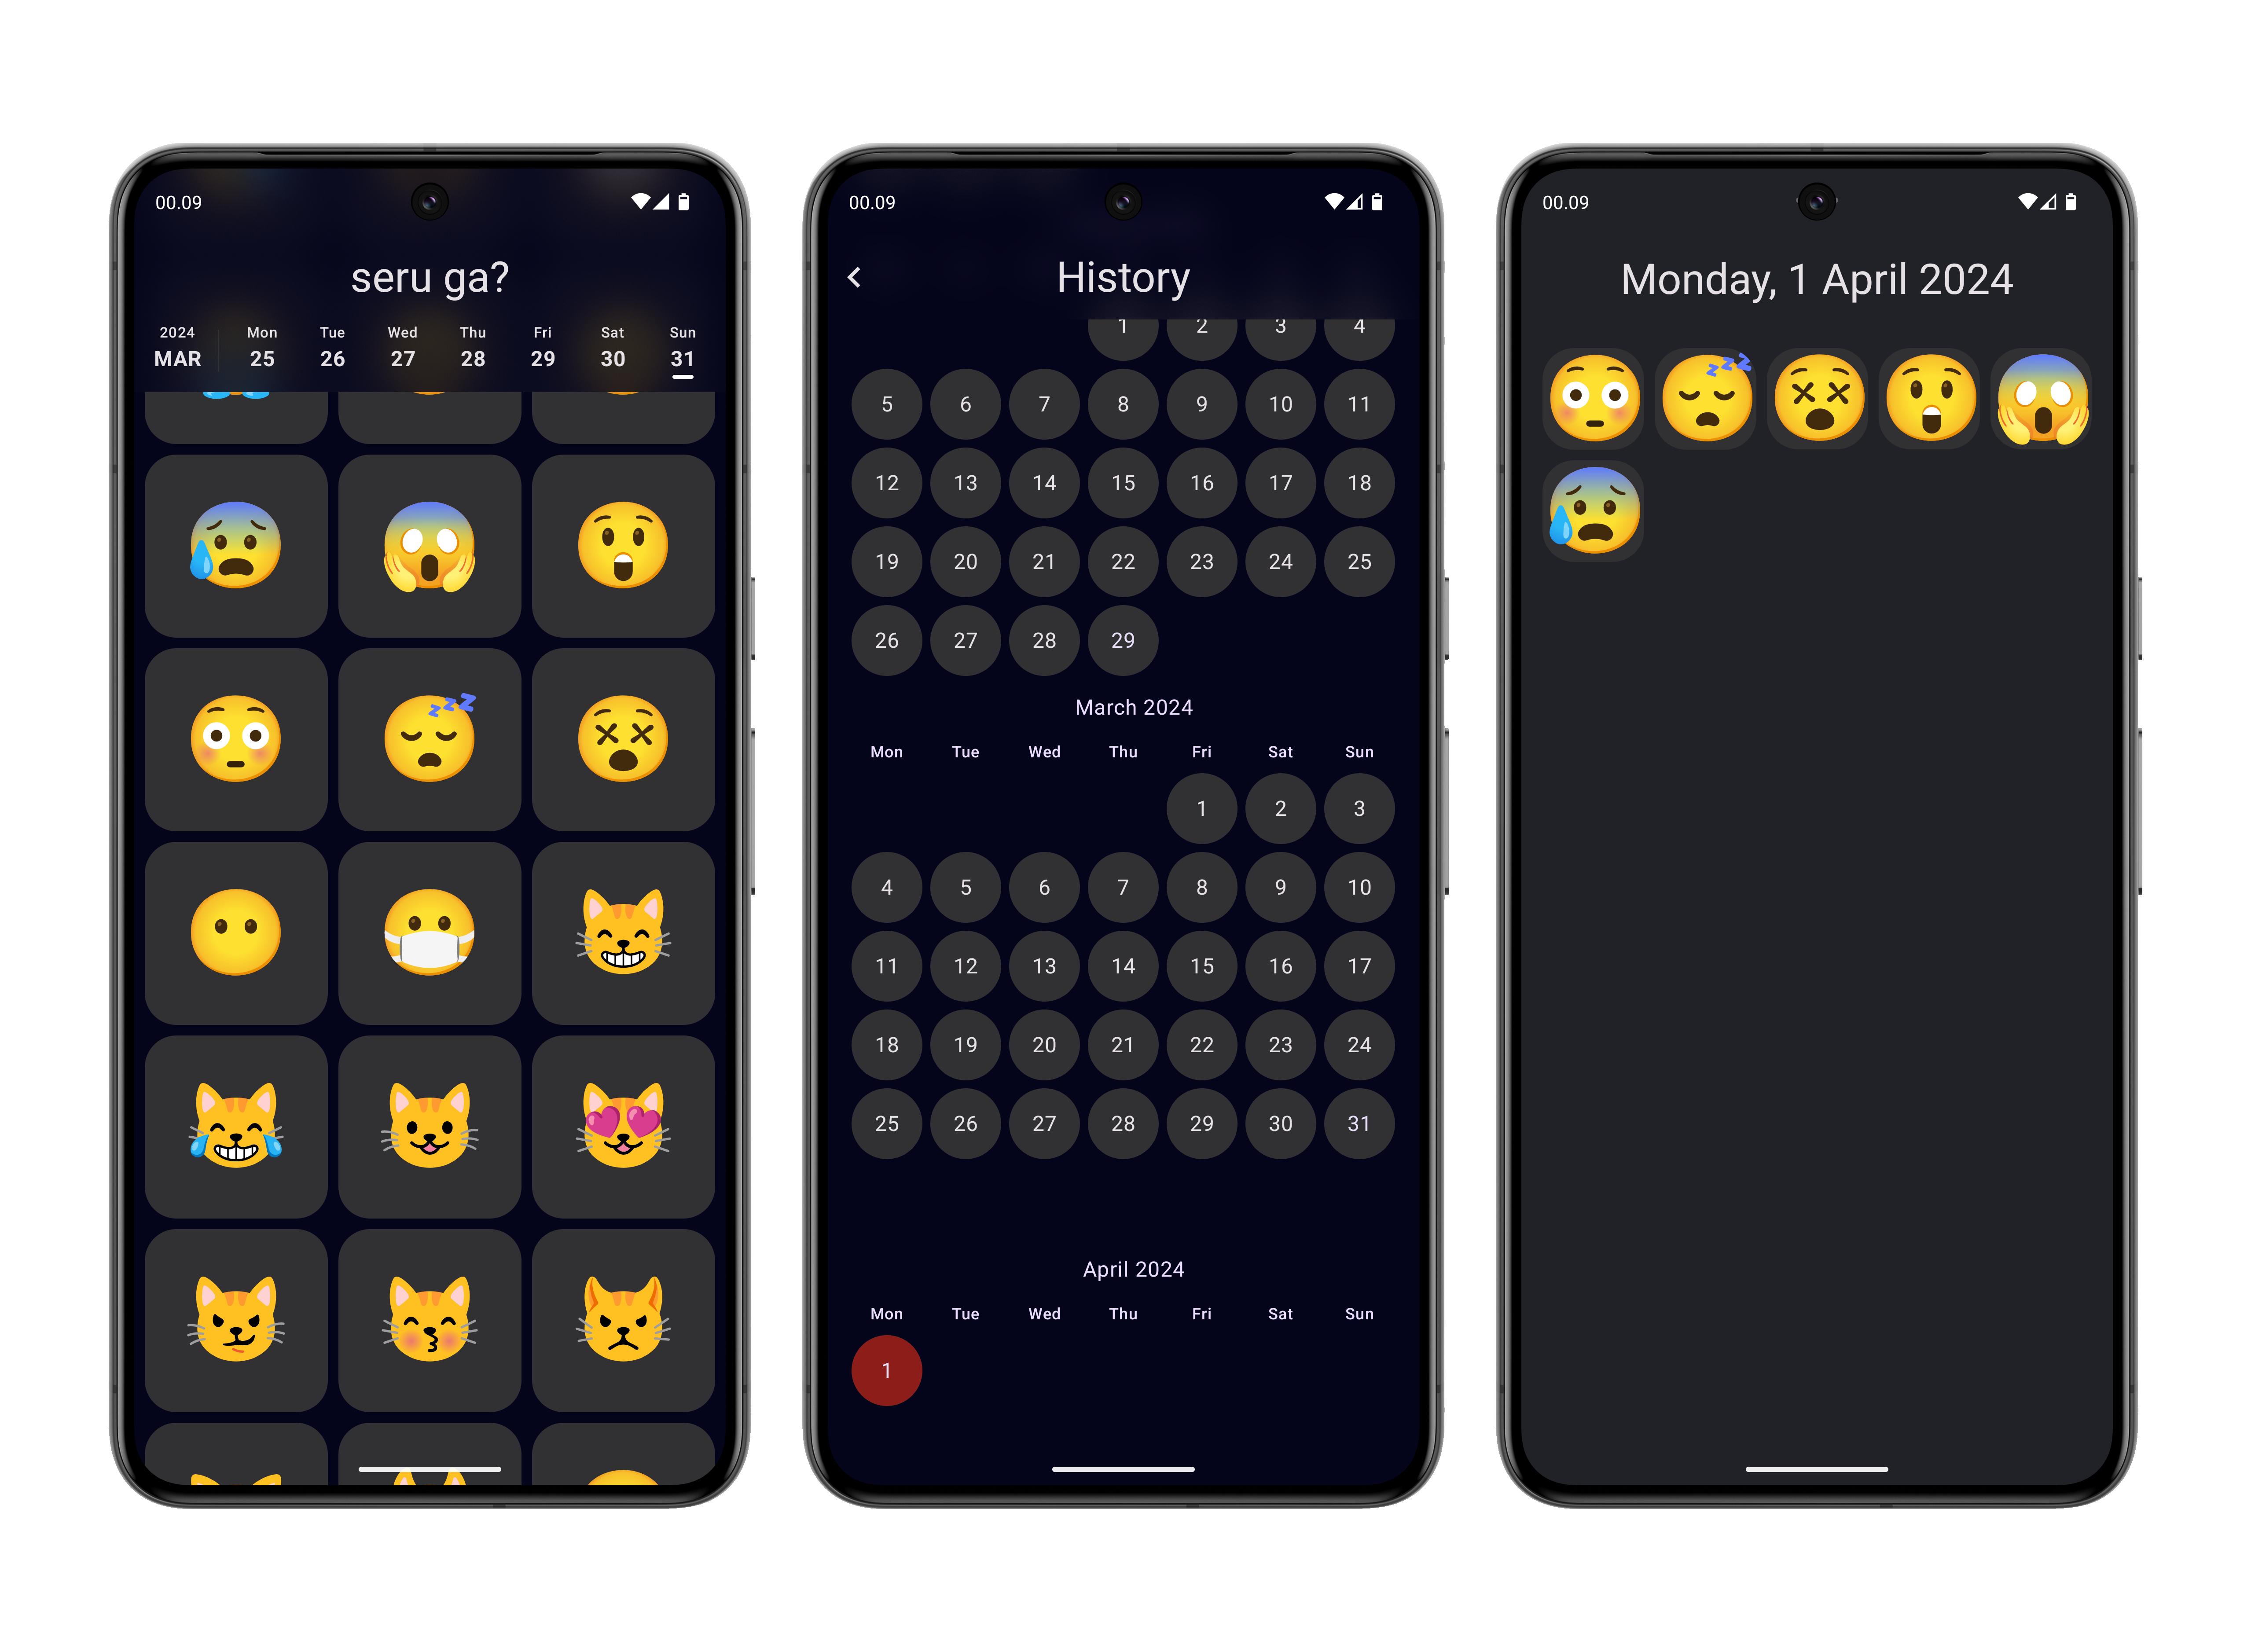 00.09
seru ga?
2024 Mon Tue Wed Thu Fri Sat Sun
MAR 25 26 27 28 29 30 31
00.09
History
1 2 3 4
5 6 7 8 9 10 11
12 13 14 15 16 17 18
19 20 21 22 23 24 25
26 27 28 29
March 2024
Mon Tue Wed Thu Fri Sat Sun
1 2 3
4 5 6 7 8 9 10
11 12 13 14 15 16 17
18 19 20 21 22 23 24
25 26 27 28 29 30 31
April 2024
Mon Tue Wed Thu Fri Sat Sun
1
00.09
Monday, 1 April 2024